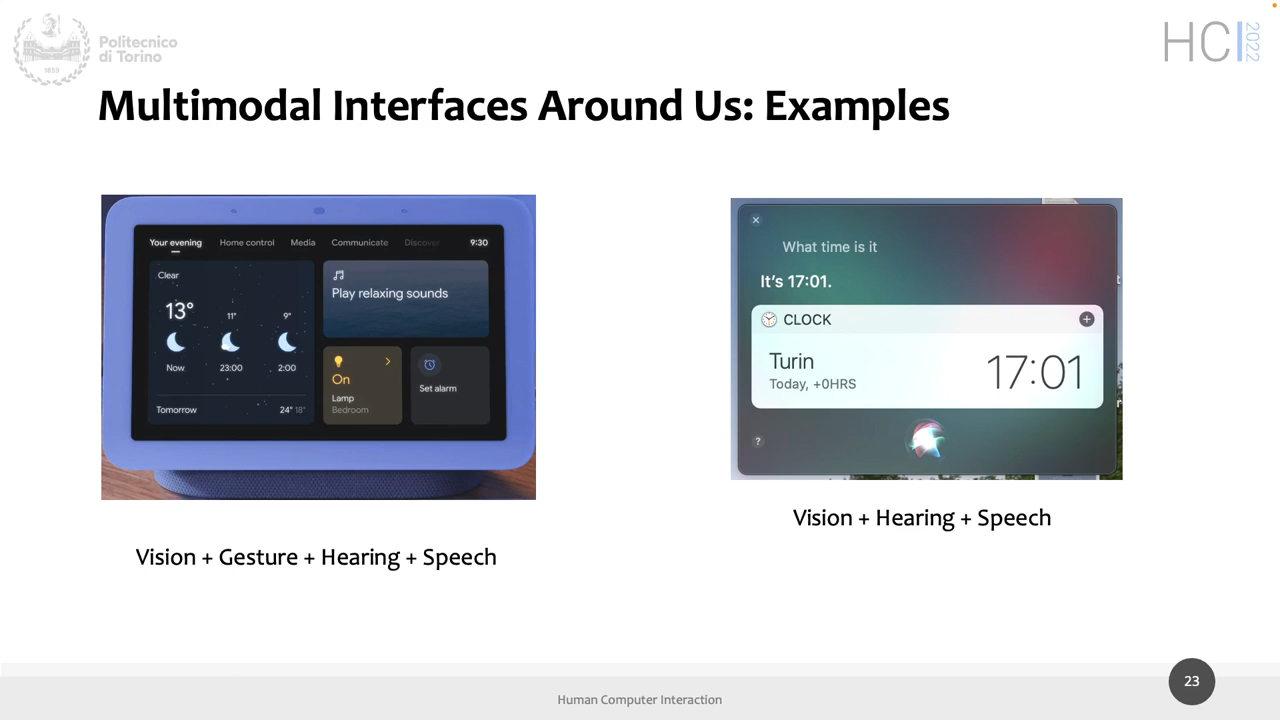 Politecnico
di Torino
1859
HCI
2022
Multimodal Interfaces Around Us: Examples
Your evening Home control Media Communicate Discover 9:30
Clear
13° 11° 9°
Now 23:00 2:00
Tomorrow 24° 18°
Play relaxing sounds
On
Lamp
Bedroom
Set alarm
Vision + Gesture + Hearing + Speech
What time is it
It's 17:01.
CLOCK
Turin
Today, +0HRS
17:01
?
Vision + Hearing + Speech
23
Human Computer Interaction